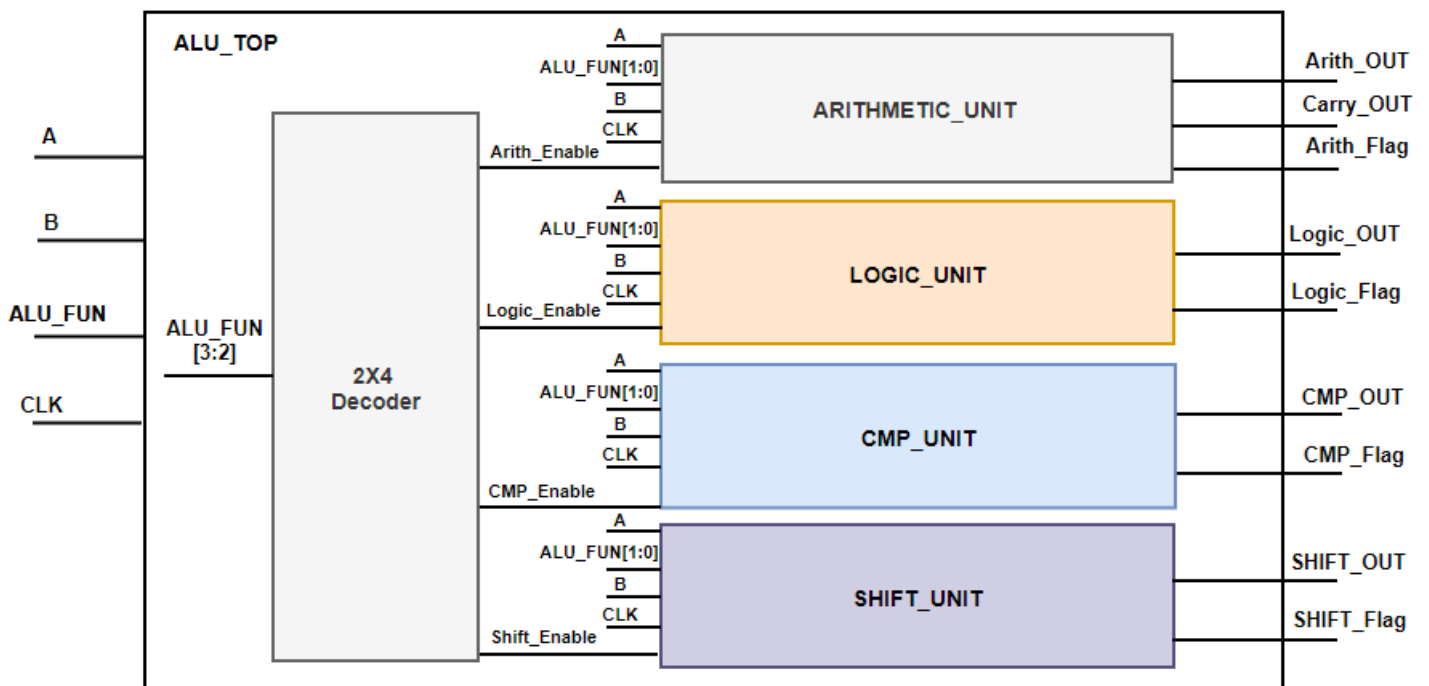 ALU_TOP
A
B
ALU_FUN
CLK
ALU_FUN
[3:2]
2X4
Decoder
A
ALU_FUN[1:0]
B
CLK
Arith_Enable
ARITHMETIC_UNIT
Arith_OUT
Carry_OUT
Arith_Flag
A
ALU_FUN[1:0]
B
CLK
Logic_Enable
LOGIC_UNIT
Logic_OUT
Logic_Flag
A
ALU_FUN[1:0]
B
CLK
CMP_Enable
CMP_UNIT
CMP_OUT
CMP_Flag
A
ALU_FUN[1:0]
B
CLK
Shift_Enable
SHIFT_UNIT
SHIFT_OUT
SHIFT_Flag